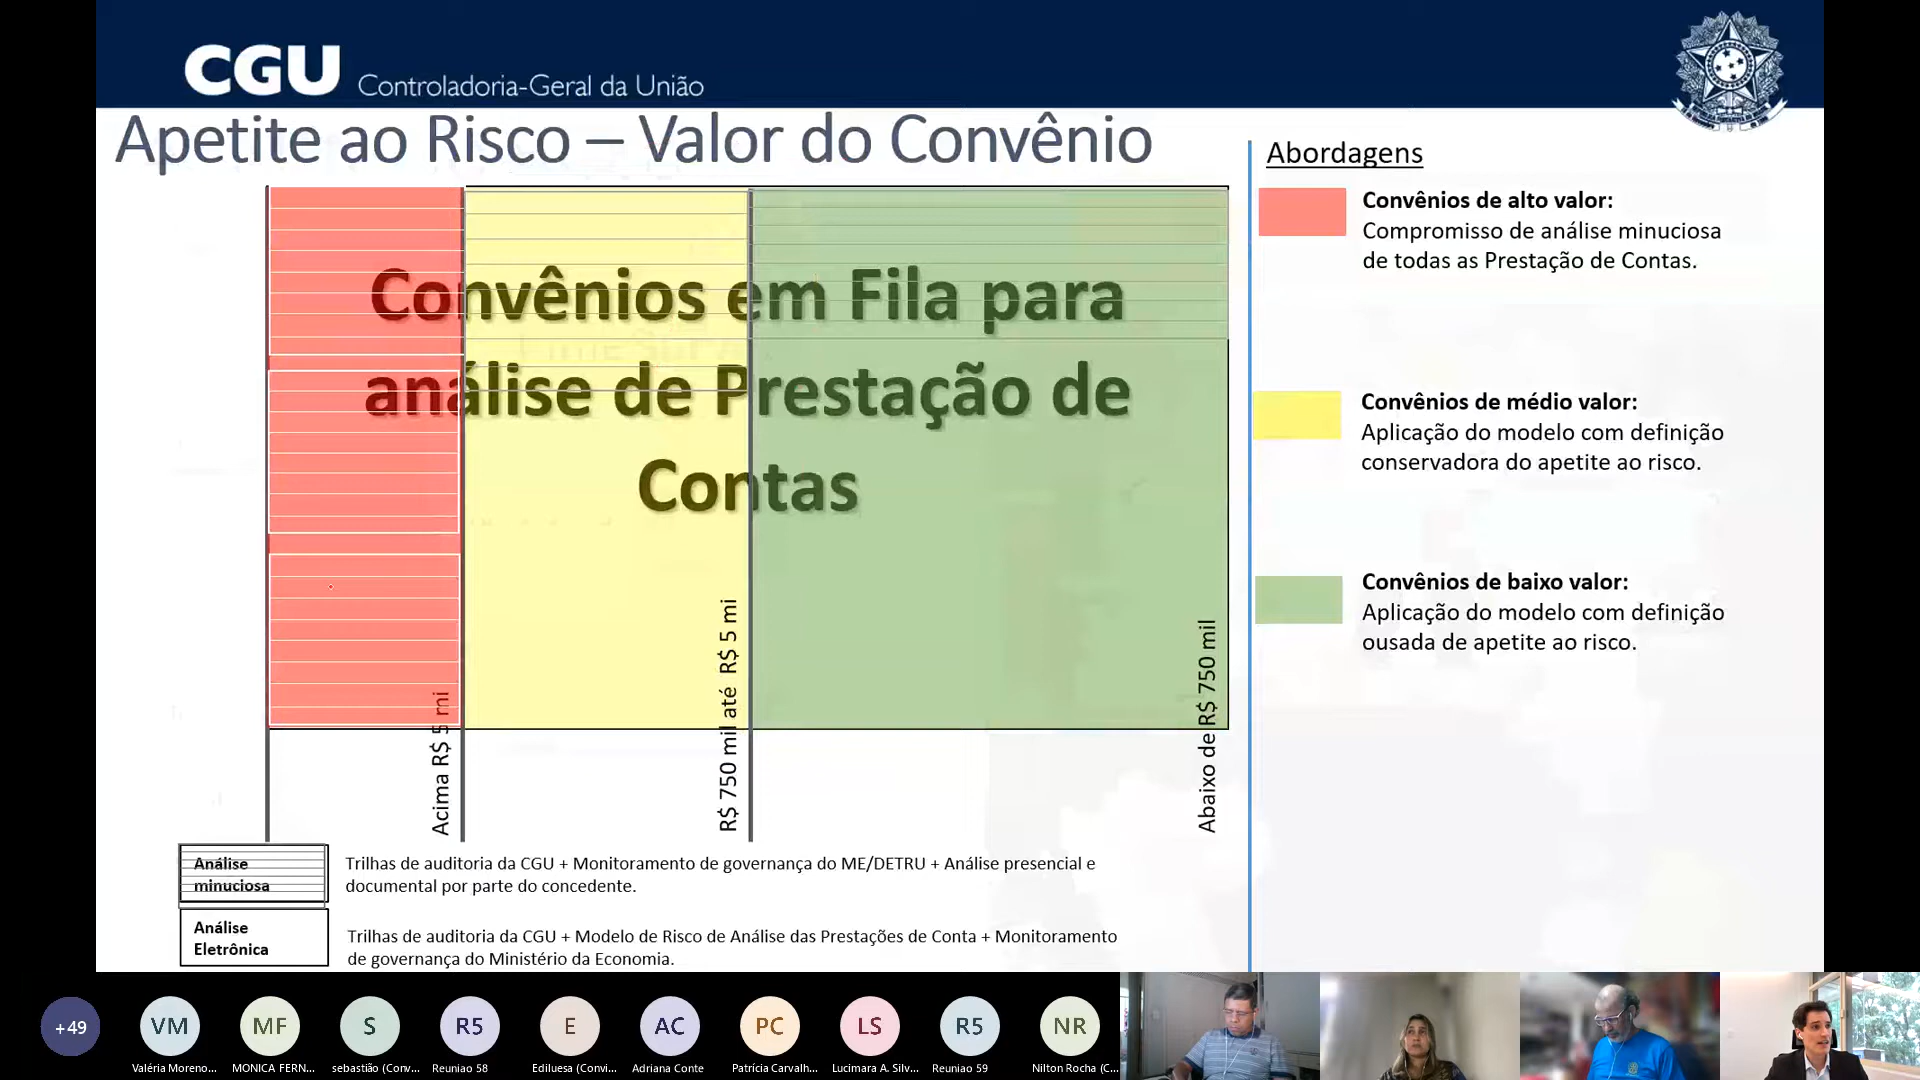 CGU Controladoria-Geral da União
Apetite ao Risco – Valor do Convênio
Convênios em Fila para
análise de Prestação de
Contas
Acima R$ 5 mi
R$ 750 mil até R$ 5 mi
Abaixo de R$ 750 mil
Abordagens
Convênios de alto valor:
Compromisso de análise minuciosa
de todas as Prestação de Contas.
Convênios de médio valor:
Aplicação do modelo com definição
conservadora do apetite ao risco.
Convênios de baixo valor:
Aplicação do modelo com definição
ousada de apetite ao risco.
Análise
minuciosa
Trilhas de auditoria da CGU + Monitoramento de governança do ME/DETRU + Análise presencial e
documental por parte do concedente.
Análise
Eletrônica
Trilhas de auditoria da CGU + Modelo de Risco de Análise das Prestações de Conta + Monitoramento
de governança do Ministério da Economia.
+49
VM
MF
S
R5
E
AC
PC
LS
R5
NR
Valéria Moreno...
MONICA FERN...
sebastião (Conv...
Reuniao 58
Ediluesa (Convi...
Adriana Conte
Patrícia Carvalh...
Lucimara A. Silv...
Reuniao 59
Nilton Rocha (C...